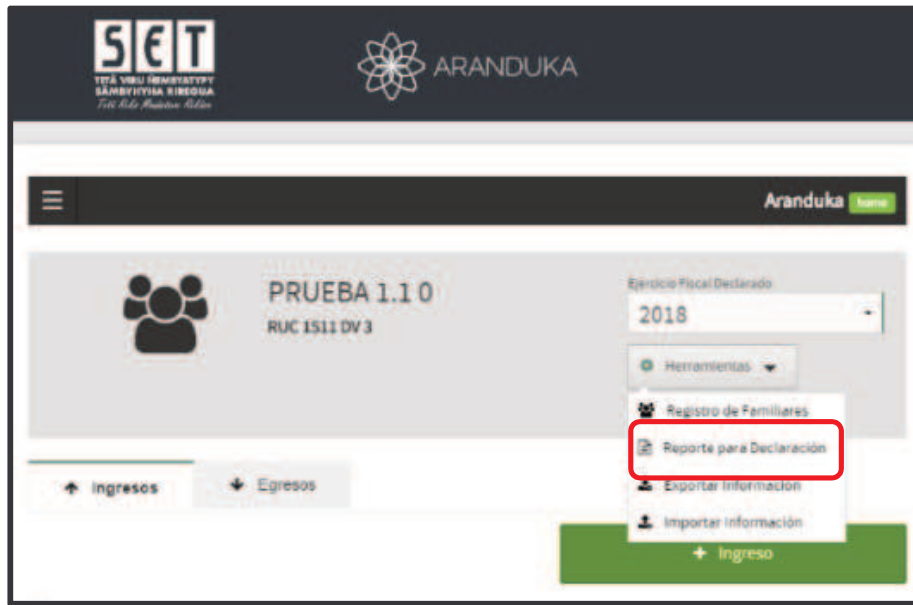 SET
ARANDUKA
Aranduka home
PRUEBA 1.1 0
RUC 1511 DV 3
Ejercicio Fiscal Declarado
2018
Herramientas
Registro de Familiares
Reporte para Declaración
Exportar Información
Importar Información
Ingresos
Egresos
+ Ingreso